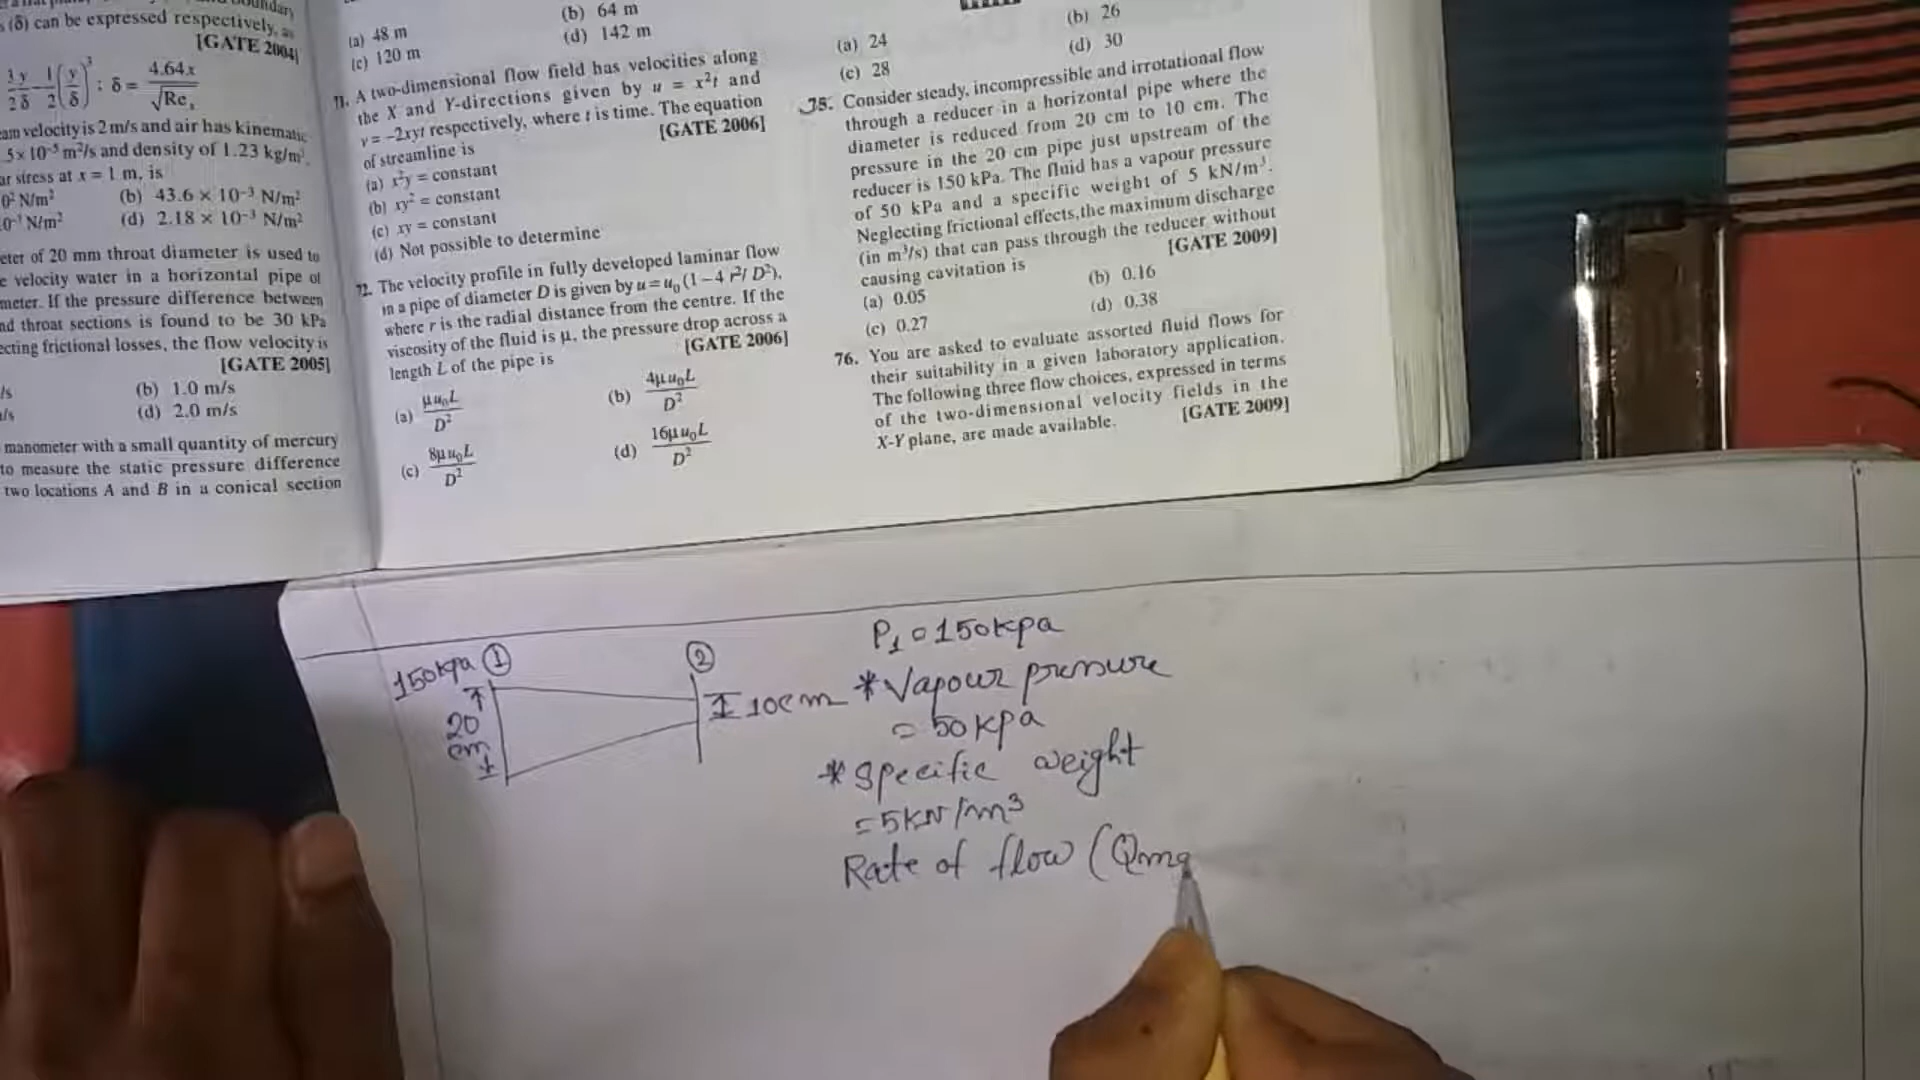 s (δ) can be expressed respectively, as
[GATE 2004]
3 y / 2 δ − 1/2 (y/δ)³ ; δ = 4.64x / √Reₓ
velocity is 2 m/s and air has kinematic
5 × 10⁻⁵ m²/s and density of 1.23 kg/m³.
stress at x = 1 m, is
N/m² (b) 43.6 × 10⁻³ N/m²
N/m² (d) 2.18 × 10⁻³ N/m²
of 20 mm throat diameter is used to
velocity water in a horizontal pipe of
If the pressure difference between
throat sections is found to be 30 kPa
frictional losses, the flow velocity is
[GATE 2005]
(b) 1.0 m/s
(d) 2.0 m/s
manometer with a small quantity of mercury
to measure the static pressure difference
two locations A and B in a conical section
(a) 48 m (b) 64 m
(c) 120 m (d) 142 m
71. A two-dimensional flow field has velocities along
the X and Y-directions given by u = x²t and
v = −2xyt respectively, where t is time. The equation
of streamline is [GATE 2006]
(a) x²y = constant
(b) xy² = constant
(c) xy = constant
(d) Not possible to determine
72. The velocity profile in fully developed laminar flow
in a pipe of diameter D is given by u = u₀ (1 − 4 r²/ D²),
where r is the radial distance from the centre. If the
viscosity of the fluid is μ, the pressure drop across a
length L of the pipe is [GATE 2006]
(a) μu₀L / D² (b) 4μu₀L / D²
(c) 8μu₀L / D² (d) 16μu₀L / D²
(a) 24 (b) 26
(c) 28 (d) 30
75. Consider steady, incompressible and irrotational flow
through a reducer in a horizontal pipe where the
diameter is reduced from 20 cm to 10 cm. The
pressure in the 20 cm pipe just upstream of the
reducer is 150 kPa. The fluid has a vapour pressure
of 50 kPa and a specific weight of 5 kN/m³.
Neglecting frictional effects, the maximum discharge
(in m³/s) that can pass through the reducer without
causing cavitation is [GATE 2009]
(a) 0.05 (b) 0.16
(c) 0.27 (d) 0.38
76. You are asked to evaluate assorted fluid flows for
their suitability in a given laboratory application.
The following three flow choices, expressed in terms
of the two-dimensional velocity fields in the
X-Y plane, are made available. [GATE 2009]
150kpa ① ②
20
cm
10cm
P₁ = 150kpa
* Vapour pressure
= 50kpa
* Specific weight
= 5KN/m³
Rate of flow (Qma